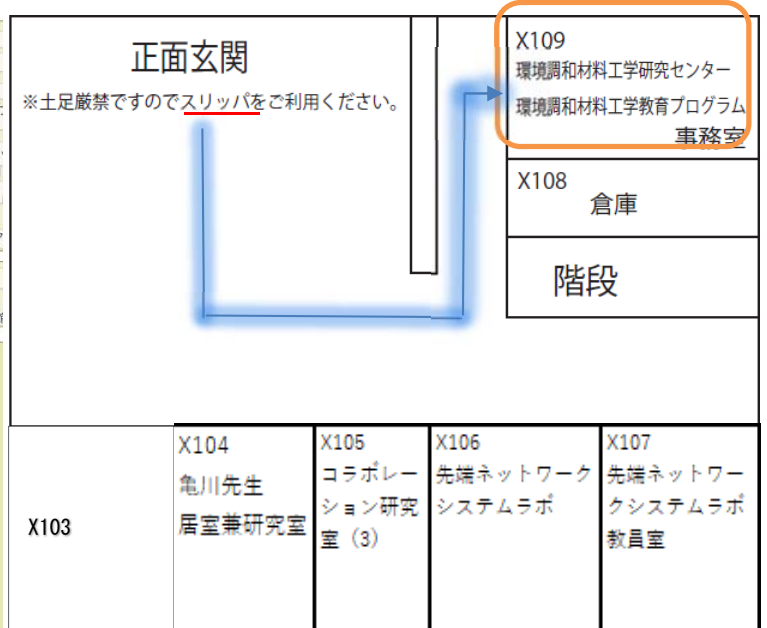 正面玄関
※土足厳禁ですのでスリッパをご利用ください。
X109
環境調和材料工学研究センター
環境調和材料工学教育プログラム
事務室
X108
倉庫
階段
X103
X104
亀川先生
居室兼研究室
X105
コラボレー
ション研究
室（3）
X106
先端ネットワーク
システムラボ
X107
先端ネットワー
クシステムラボ
教員室